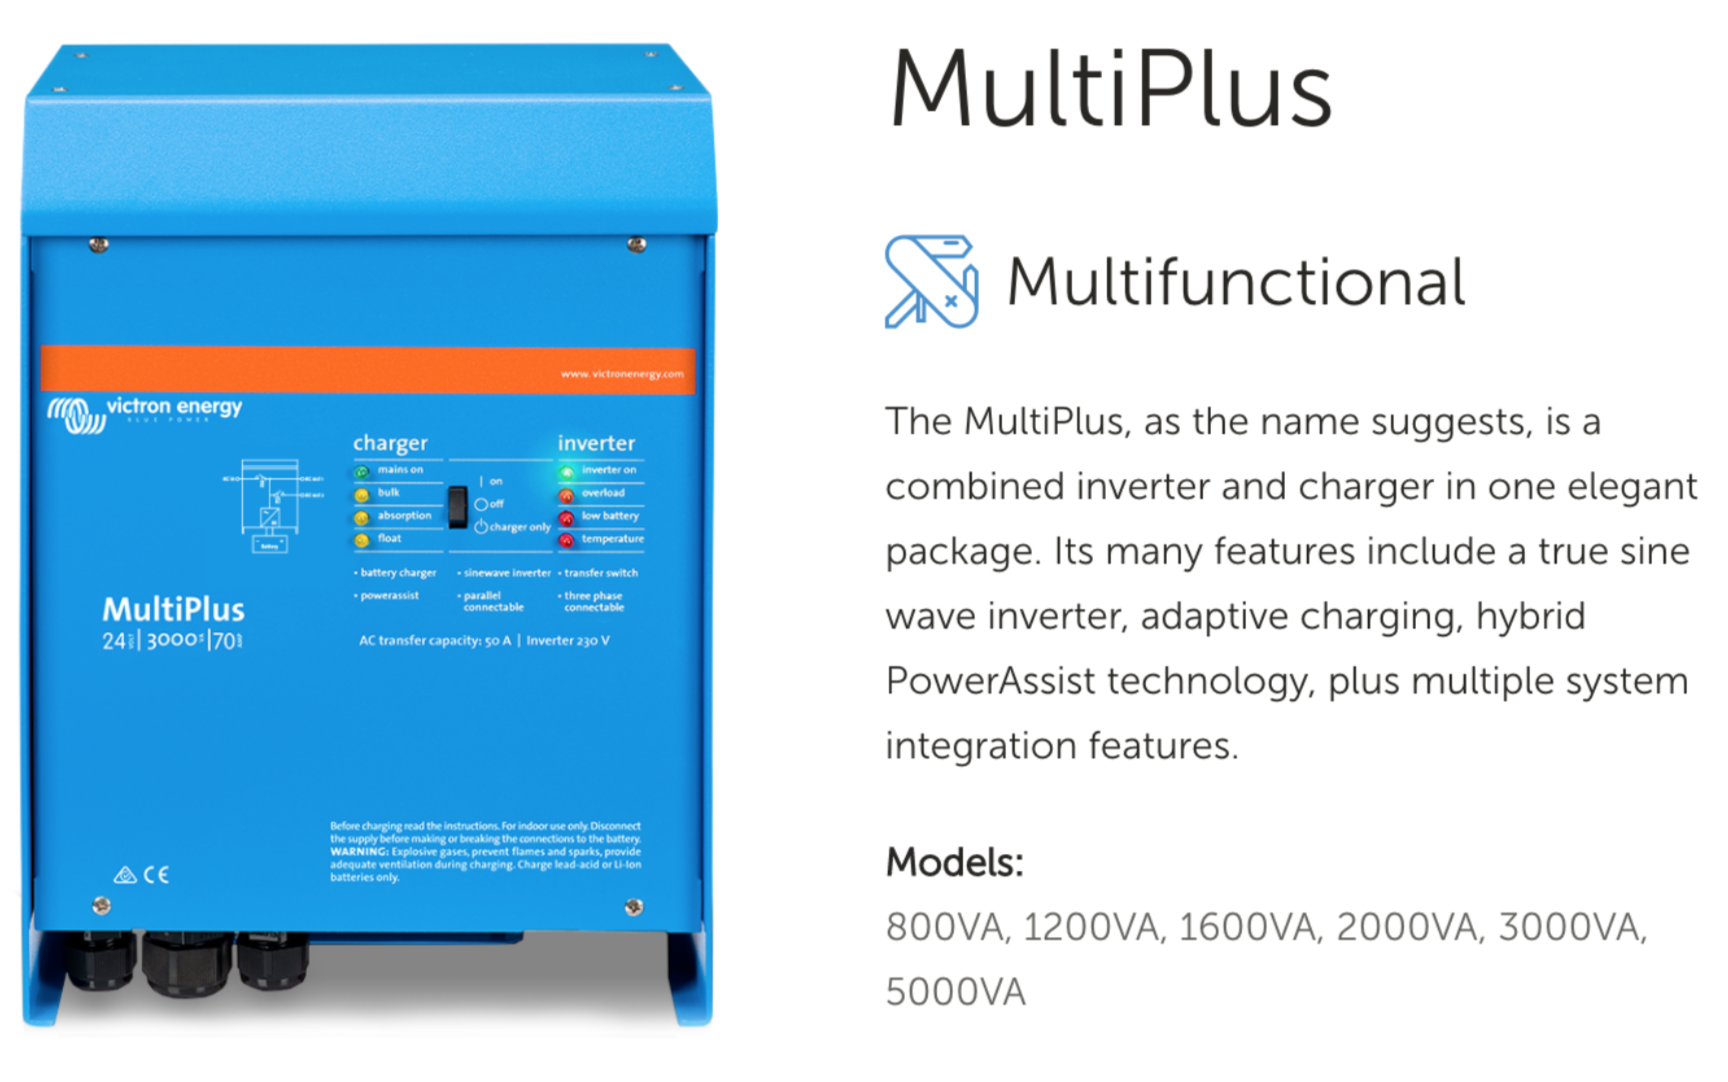 MultiPlus
Multifunctional
The MultiPlus, as the name suggests, is a
combined inverter and charger in one elegant
package. Its many features include a true sine
wave inverter, adaptive charging, hybrid
PowerAssist technology, plus multiple system
integration features.
Models:
800VA, 1200VA, 1600VA, 2000VA, 3000VA,
5000VA
www.victronenergy.com
victron energy
BLUE POWER
charger
mains on
bulk
absorption
float
on
off
charger only
inverter
inverter on
overload
low battery
temperature
Battery
• battery charger • sinewave inverter • transfer switch
• powerassist • parallel connectable • three phase connectable
AC transfer capacity: 50 A | Inverter 230 V
MultiPlus
24 VOLT | 3000 VA | 70 AMP
Before charging read the instructions. For indoor use only. Disconnect
the supply before making or breaking the connections to the battery.
WARNING: Explosive gases, prevent flames and sparks, provide
adequate ventilation during charging. Charge lead-acid or Li-Ion
batteries only.
CE